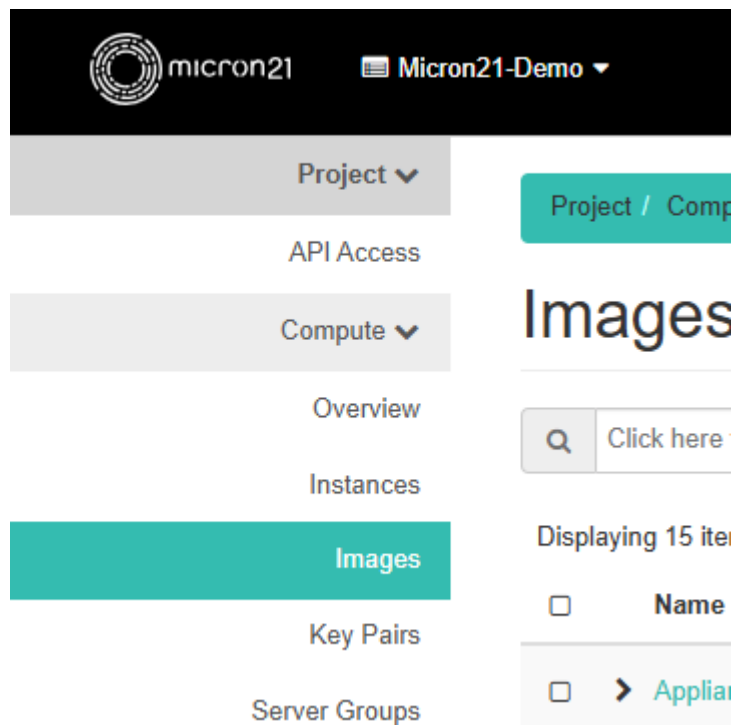 micron21
Micron21-Demo
Project
API Access
Compute
Overview
Instances
Images
Key Pairs
Server Groups
Project /
Images
Click here
Displaying 15
Name